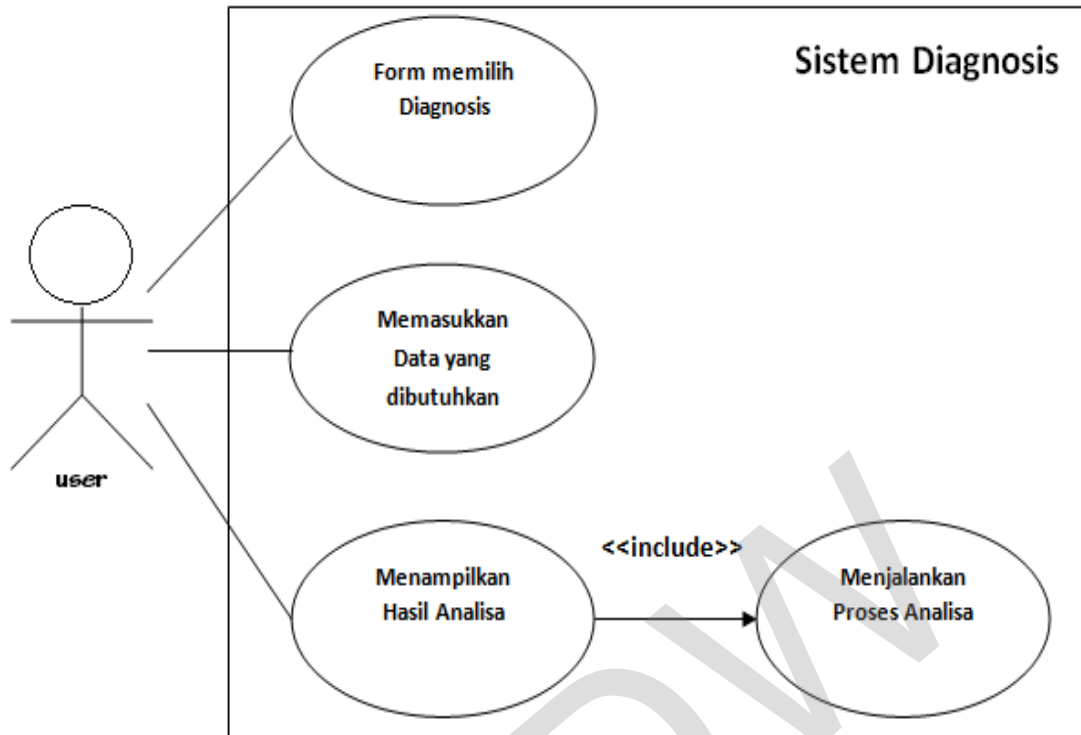 Sistem Diagnosis
Form memilih
Diagnosis
Memasukkan
Data yang
dibutuhkan
user
<<include>>
Menampilkan
Hasil Analisa
Menjalankan
Proses Analisa